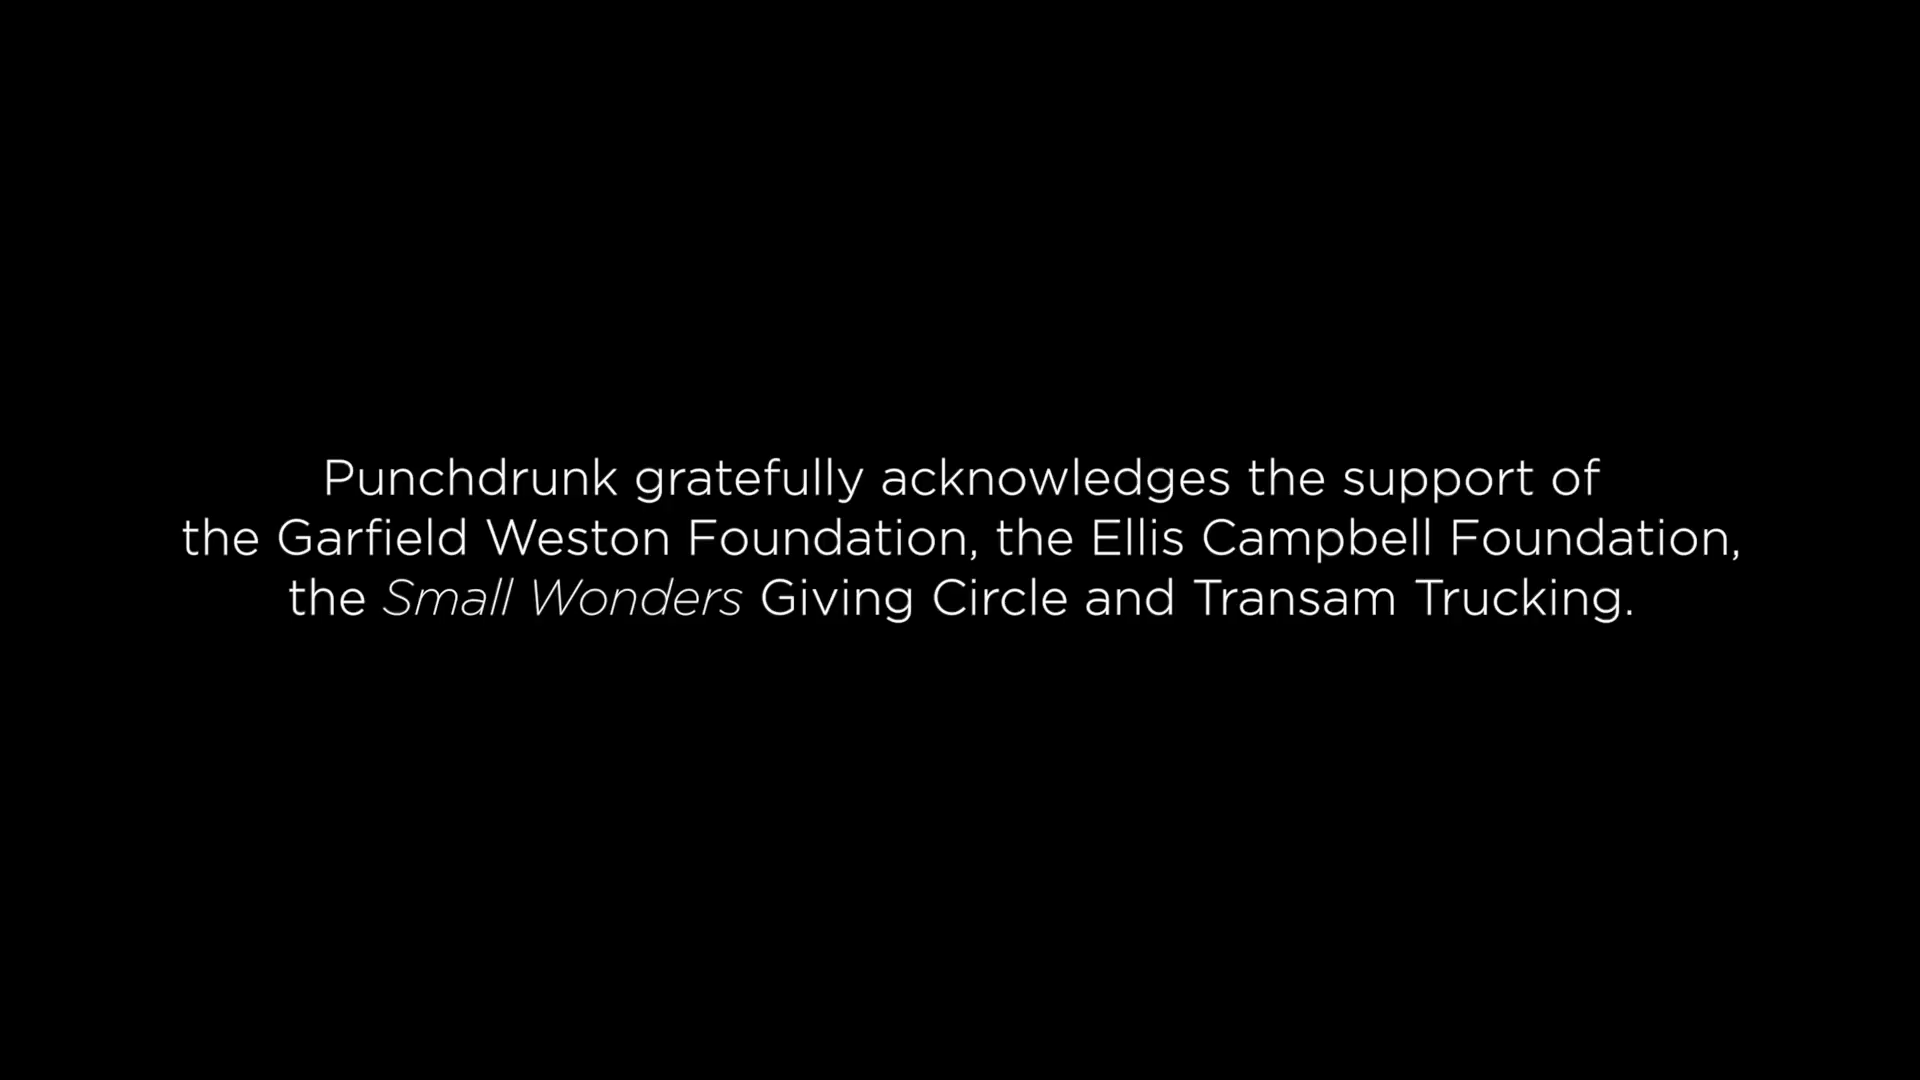 Punchdrunk gratefully acknowledges the support of
the Garfield Weston Foundation, the Ellis Campbell Foundation,
the Small Wonders Giving Circle and Transam Trucking.